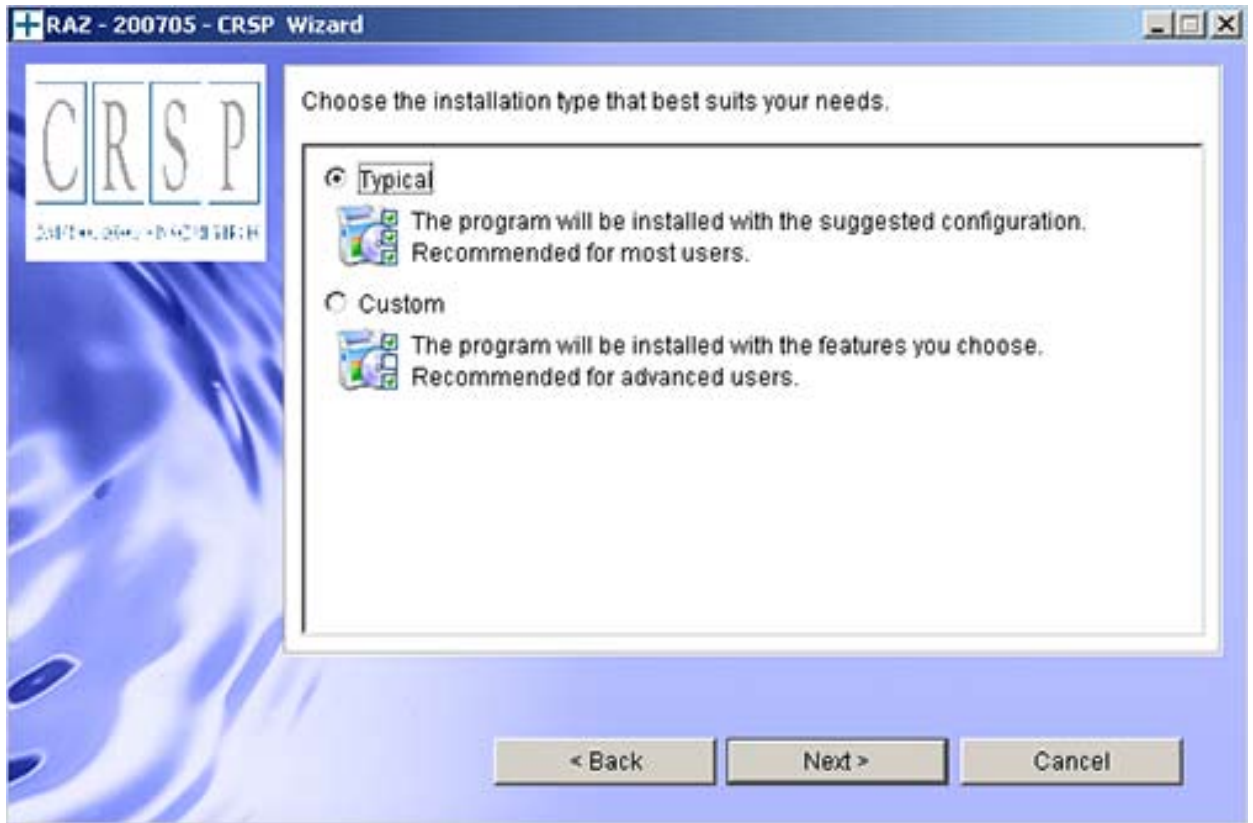 RAZ - 200705 - CRSP Wizard
CRSP
Choose the installation type that best suits your needs.
Typical
The program will be installed with the suggested configuration.
Recommended for most users.
Custom
The program will be installed with the features you choose.
Recommended for advanced users.
< Back
Next >
Cancel